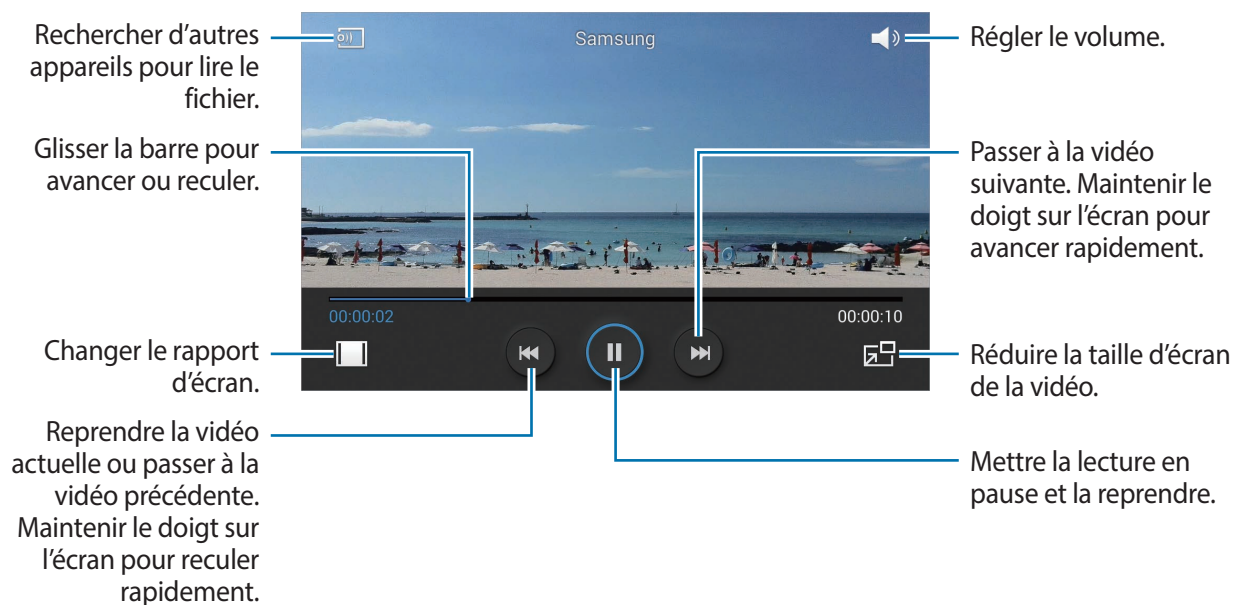 Rechercher d'autres
appareils pour lire le
fichier.
Samsung
Régler le volume.
Glisser la barre pour
avancer ou reculer.
Passer à la vidéo
suivante. Maintenir le
doigt sur l'écran pour
avancer rapidement.
00:00:02
00:00:10
Changer le rapport
d'écran.
Réduire la taille d'écran
de la vidéo.
Reprendre la vidéo
actuelle ou passer à la
vidéo précédente.
Maintenir le doigt sur
l'écran pour reculer
rapidement.
Mettre la lecture en
pause et la reprendre.